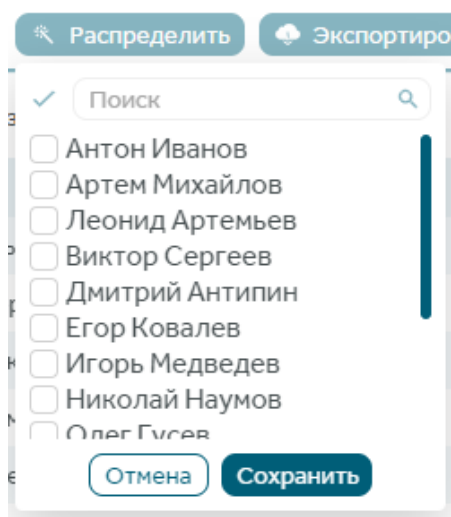 Распределить Экспортиро
Поиск
Антон Иванов
Артем Михайлов
Леонид Артемьев
Виктор Сергеев
Дмитрий Антипин
Егор Ковалев
Игорь Медведев
Николай Наумов
Олег Гусев
Отмена Сохранить